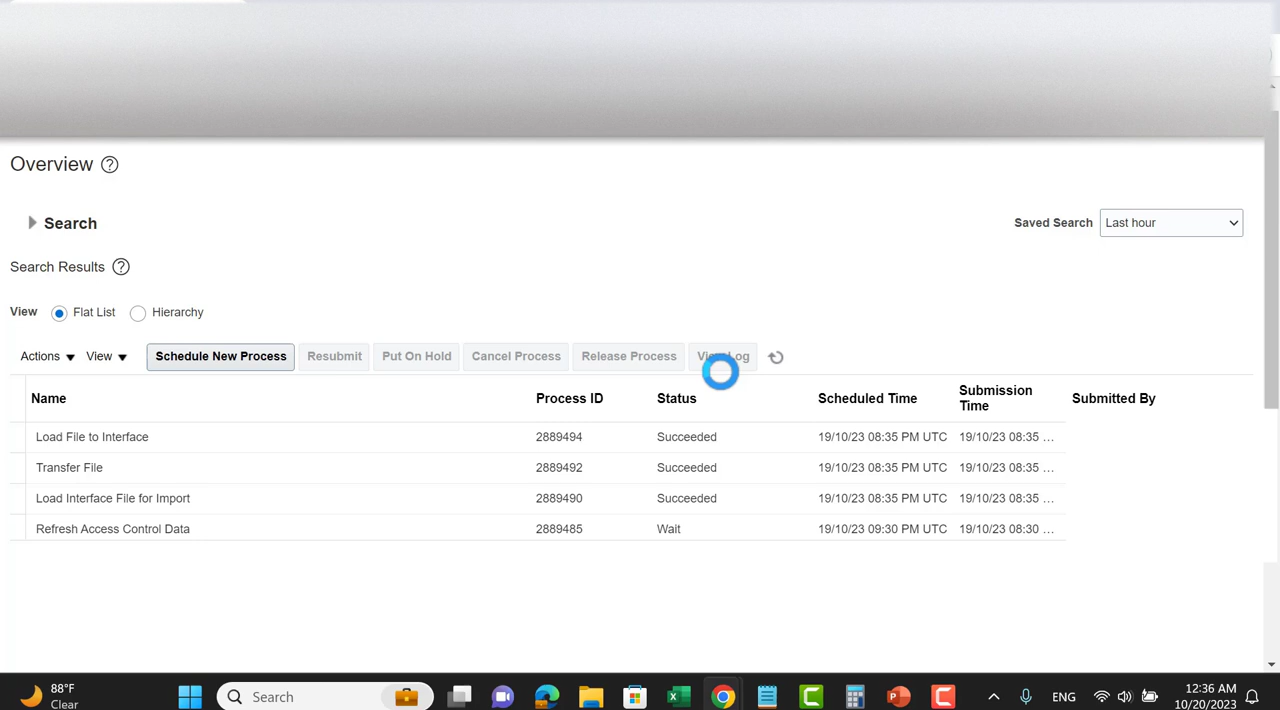 Overview
Search
Saved Search Last hour
Search Results
View Flat List Hierarchy
Actions View Schedule New Process Resubmit Put On Hold Cancel Process Release Process View Log
Name Process ID Status Scheduled Time Submission Time Submitted By
Load File to Interface 2889494 Succeeded 19/10/23 08:35 PM UTC 19/10/23 08:35 ...
Transfer File 2889492 Succeeded 19/10/23 08:35 PM UTC 19/10/23 08:35 ...
Load Interface File for Import 2889490 Succeeded 19/10/23 08:35 PM UTC 19/10/23 08:35 ...
Refresh Access Control Data 2889485 Wait 19/10/23 09:30 PM UTC 19/10/23 08:30 ...
88°F
Clear
Search
ENG
12:36 AM
10/20/2023